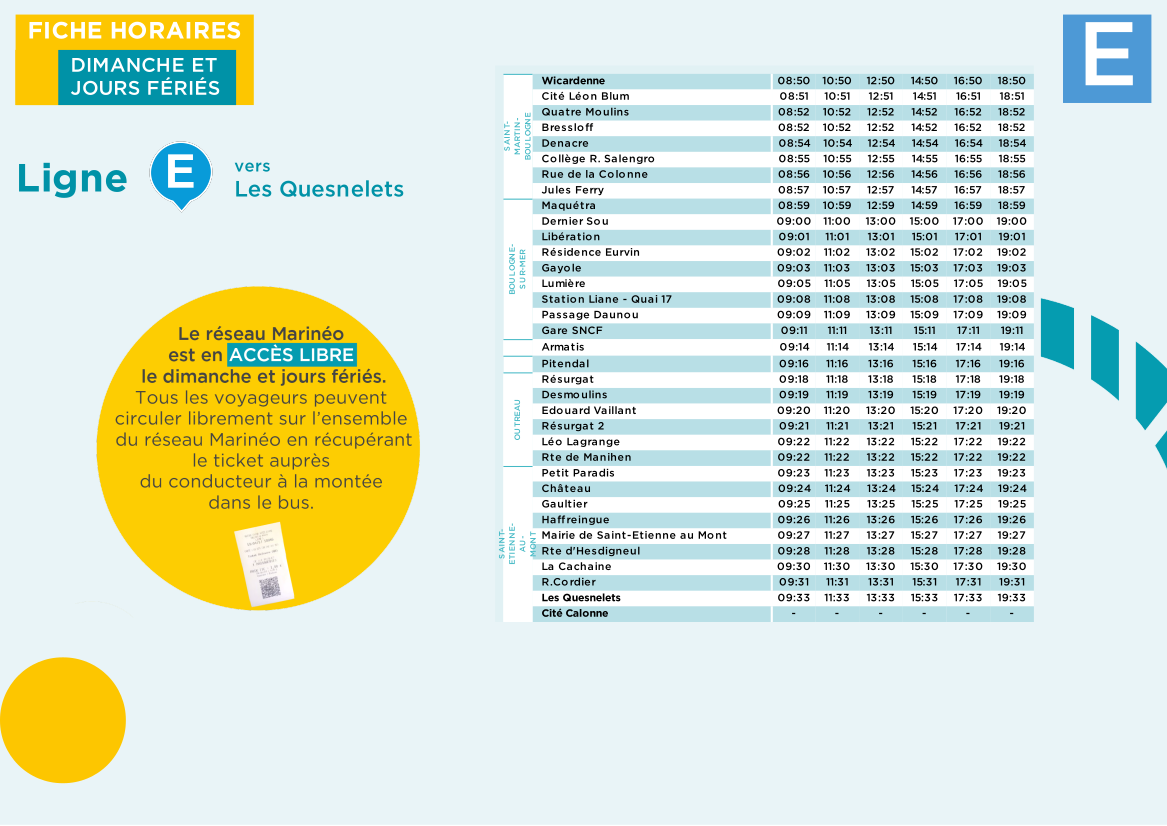 FICHE HORAIRES
DIMANCHE ET
JOURS FÉRIÉS
E
Ligne E vers
Les Quesnelets
Le réseau Marinéo
est en ACCÈS LIBRE
le dimanche et jours fériés.
Tous les voyageurs peuvent
circuler librement sur l'ensemble
du réseau Marinéo en récupérant
le ticket auprès
du conducteur à la montée
dans le bus.
SAINT-
MARTIN-
BOULOGNE
Wicardenne 08:50 10:50 12:50 14:50 16:50 18:50
Cité Léon Blum 08:51 10:51 12:51 14:51 16:51 18:51
Quatre Moulins 08:52 10:52 12:52 14:52 16:52 18:52
Bressloff 08:52 10:52 12:52 14:52 16:52 18:52
Denacre 08:54 10:54 12:54 14:54 16:54 18:54
Collège R. Salengro 08:55 10:55 12:55 14:55 16:55 18:55
Rue de la Colonne 08:56 10:56 12:56 14:56 16:56 18:56
Jules Ferry 08:57 10:57 12:57 14:57 16:57 18:57
BOULOGNE-
SUR-MER
Maquétra 08:59 10:59 12:59 14:59 16:59 18:59
Dernier Sou 09:00 11:00 13:00 15:00 17:00 19:00
Libération 09:01 11:01 13:01 15:01 17:01 19:01
Résidence Eurvin 09:02 11:02 13:02 15:02 17:02 19:02
Gayole 09:03 11:03 13:03 15:03 17:03 19:03
Lumière 09:05 11:05 13:05 15:05 17:05 19:05
Station Liane - Quai 17 09:08 11:08 13:08 15:08 17:08 19:08
Passage Daunou 09:09 11:09 13:09 15:09 17:09 19:09
Gare SNCF 09:11 11:11 13:11 15:11 17:11 19:11
Armatis 09:14 11:14 13:14 15:14 17:14 19:14
Pitendal 09:16 11:16 13:16 15:16 17:16 19:16
OUTREAU
Résurgat 09:18 11:18 13:18 15:18 17:18 19:18
Desmoulins 09:19 11:19 13:19 15:19 17:19 19:19
Edouard Vaillant 09:20 11:20 13:20 15:20 17:20 19:20
Résurgat 2 09:21 11:21 13:21 15:21 17:21 19:21
Léo Lagrange 09:22 11:22 13:22 15:22 17:22 19:22
Rte de Manihen 09:22 11:22 13:22 15:22 17:22 19:22
SAINT-
ETIENNE-
AU-
MONT
Petit Paradis 09:23 11:23 13:23 15:23 17:23 19:23
Château 09:24 11:24 13:24 15:24 17:24 19:24
Gaultier 09:25 11:25 13:25 15:25 17:25 19:25
Haffreingue 09:26 11:26 13:26 15:26 17:26 19:26
Mairie de Saint-Etienne au Mont 09:27 11:27 13:27 15:27 17:27 19:27
Rte d'Hesdigneul 09:28 11:28 13:28 15:28 17:28 19:28
La Cachaine 09:30 11:30 13:30 15:30 17:30 19:30
R.Cordier 09:31 11:31 13:31 15:31 17:31 19:31
Les Quesnelets 09:33 11:33 13:33 15:33 17:33 19:33
Cité Calonne - - - - - -